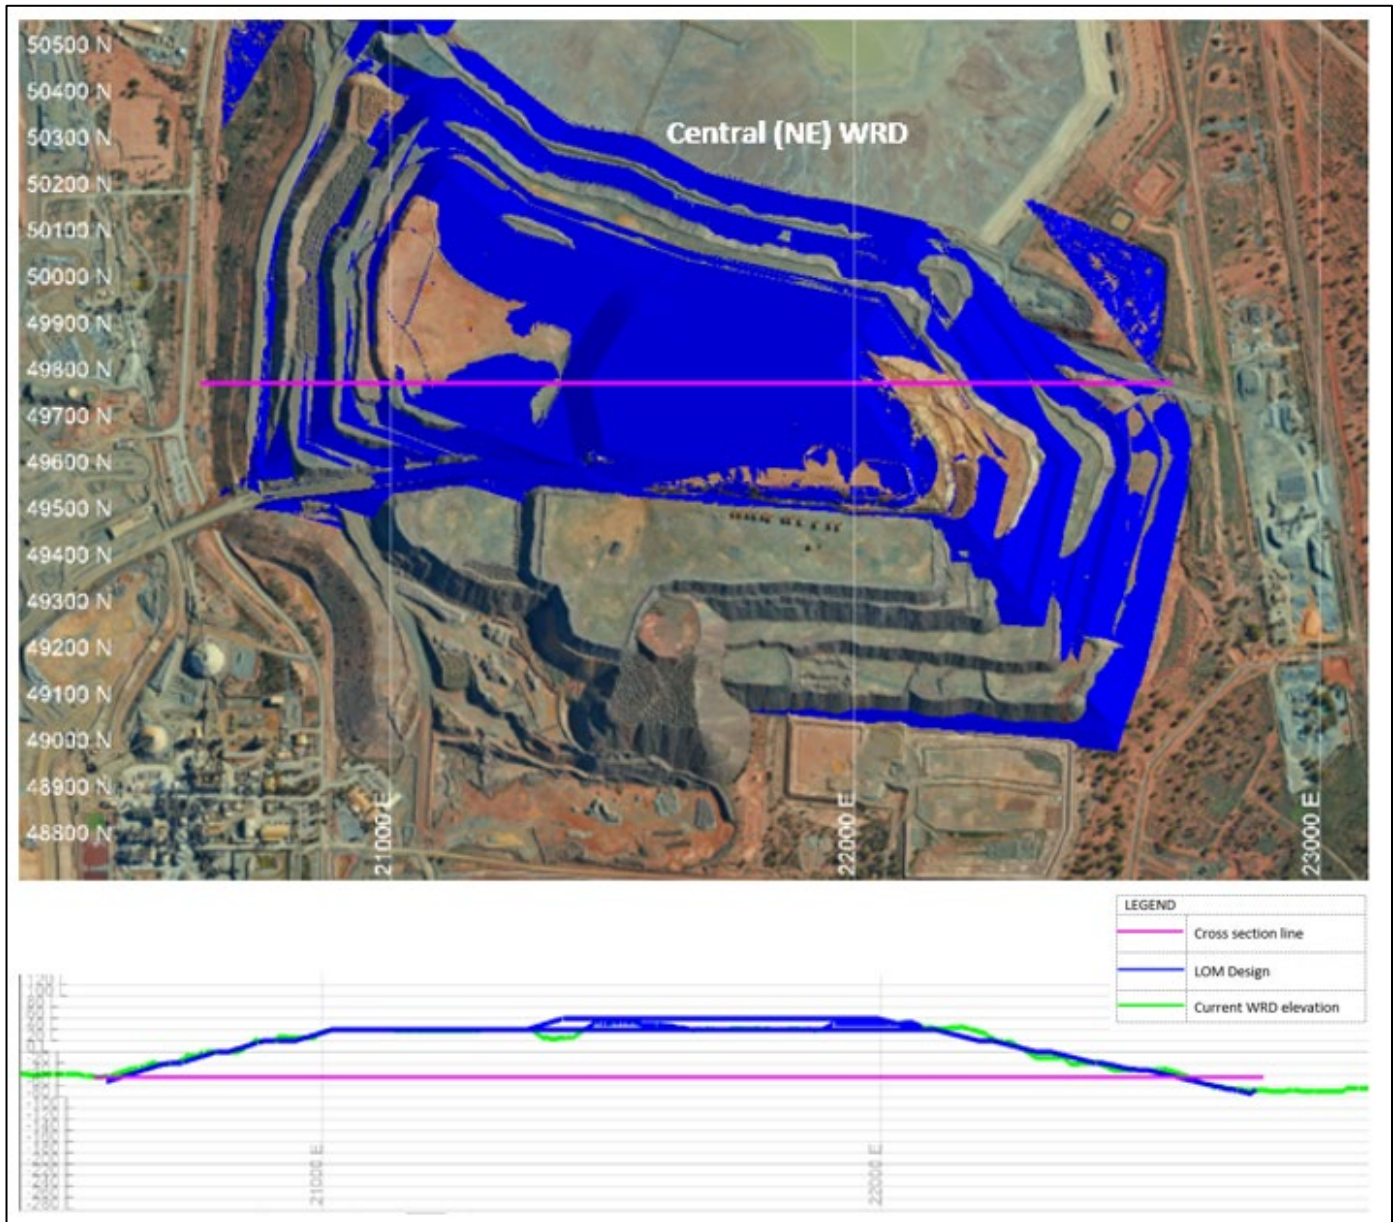 50500 N
50400 N
50300 N
Central (NE) WRD
50200 N
50100 N
50000 N
49900 N
49800 N
49700 N
49600 N
49500 N
49400 N
49300 N
49200 N
49100 N
49000 N
48900 N
48800 N
21000 E
22000 E
23000 E
LEGEND
Cross section line
LOM Design
Current WRD elevation
21000 E
22000 E